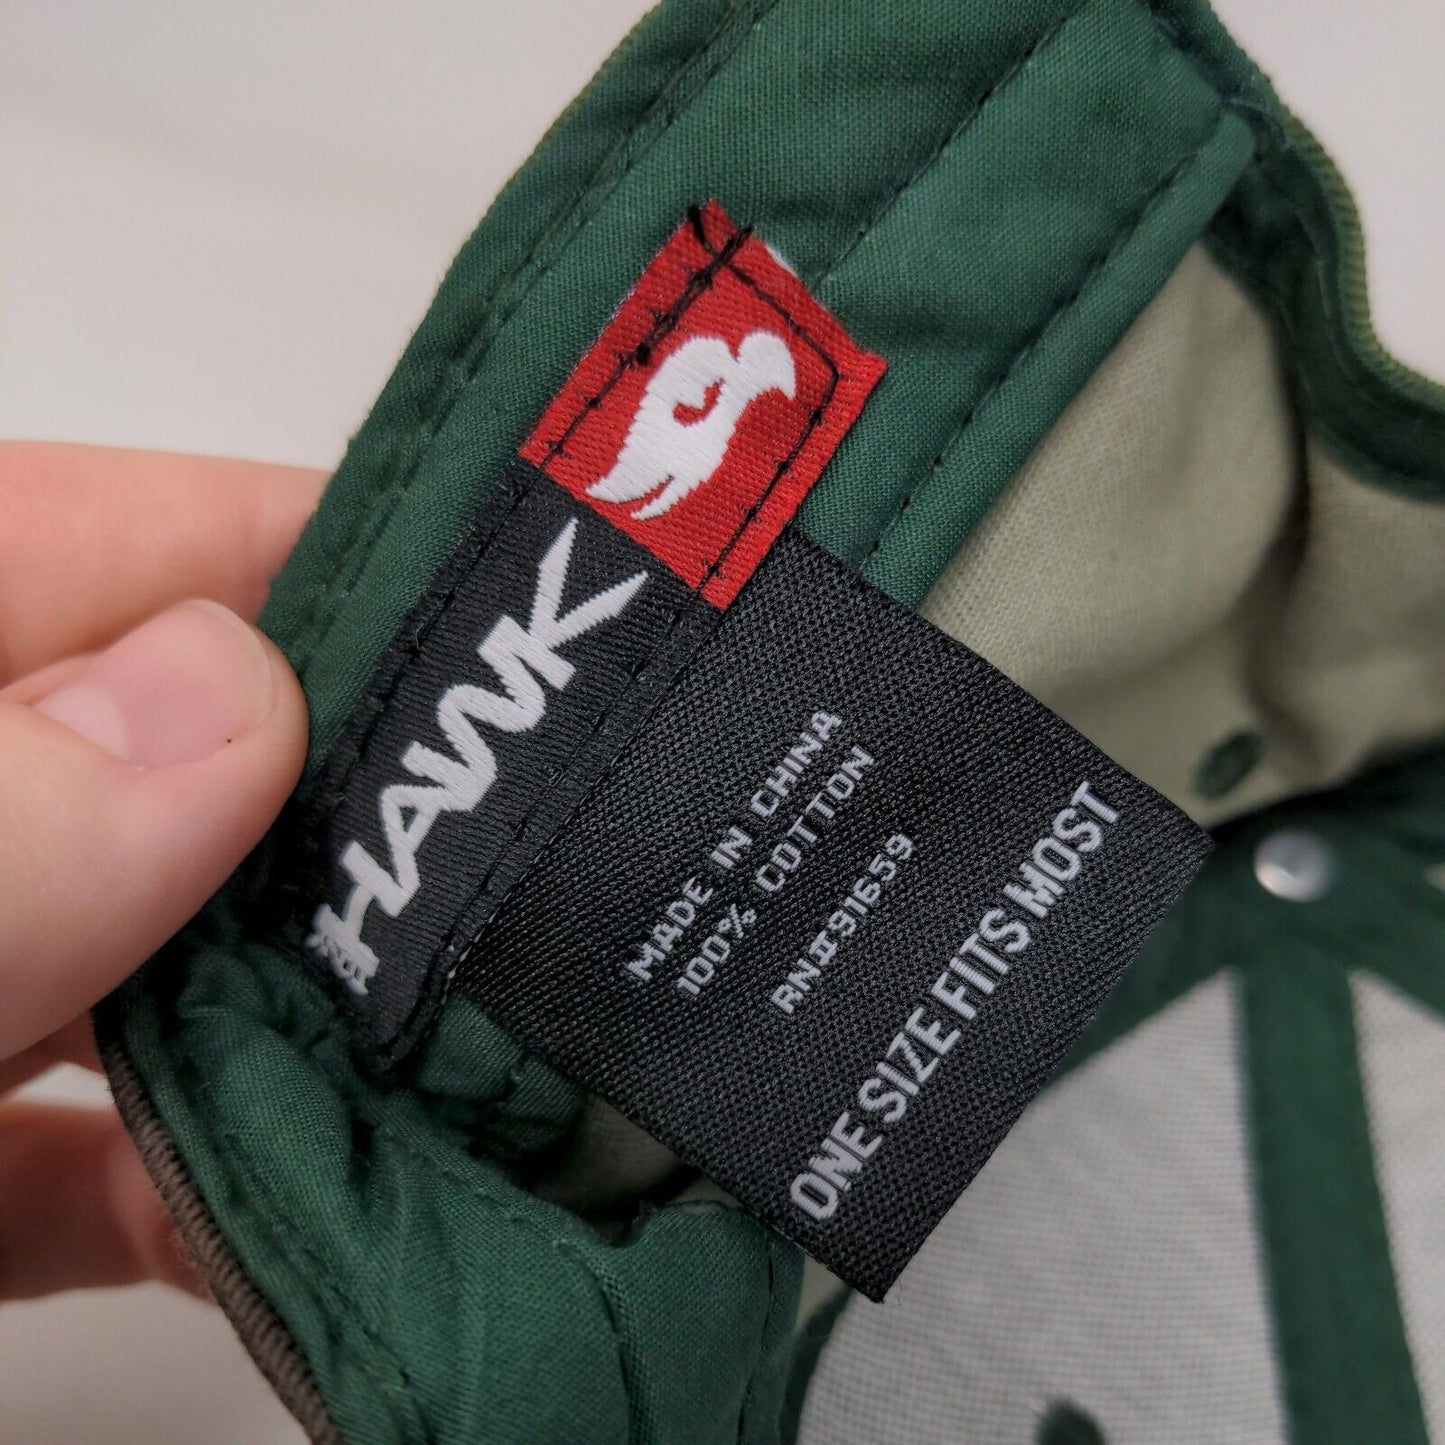 HAWK
MADE IN CHINA
100% COTTON
RN#91659
ONE SIZE FITS MOST